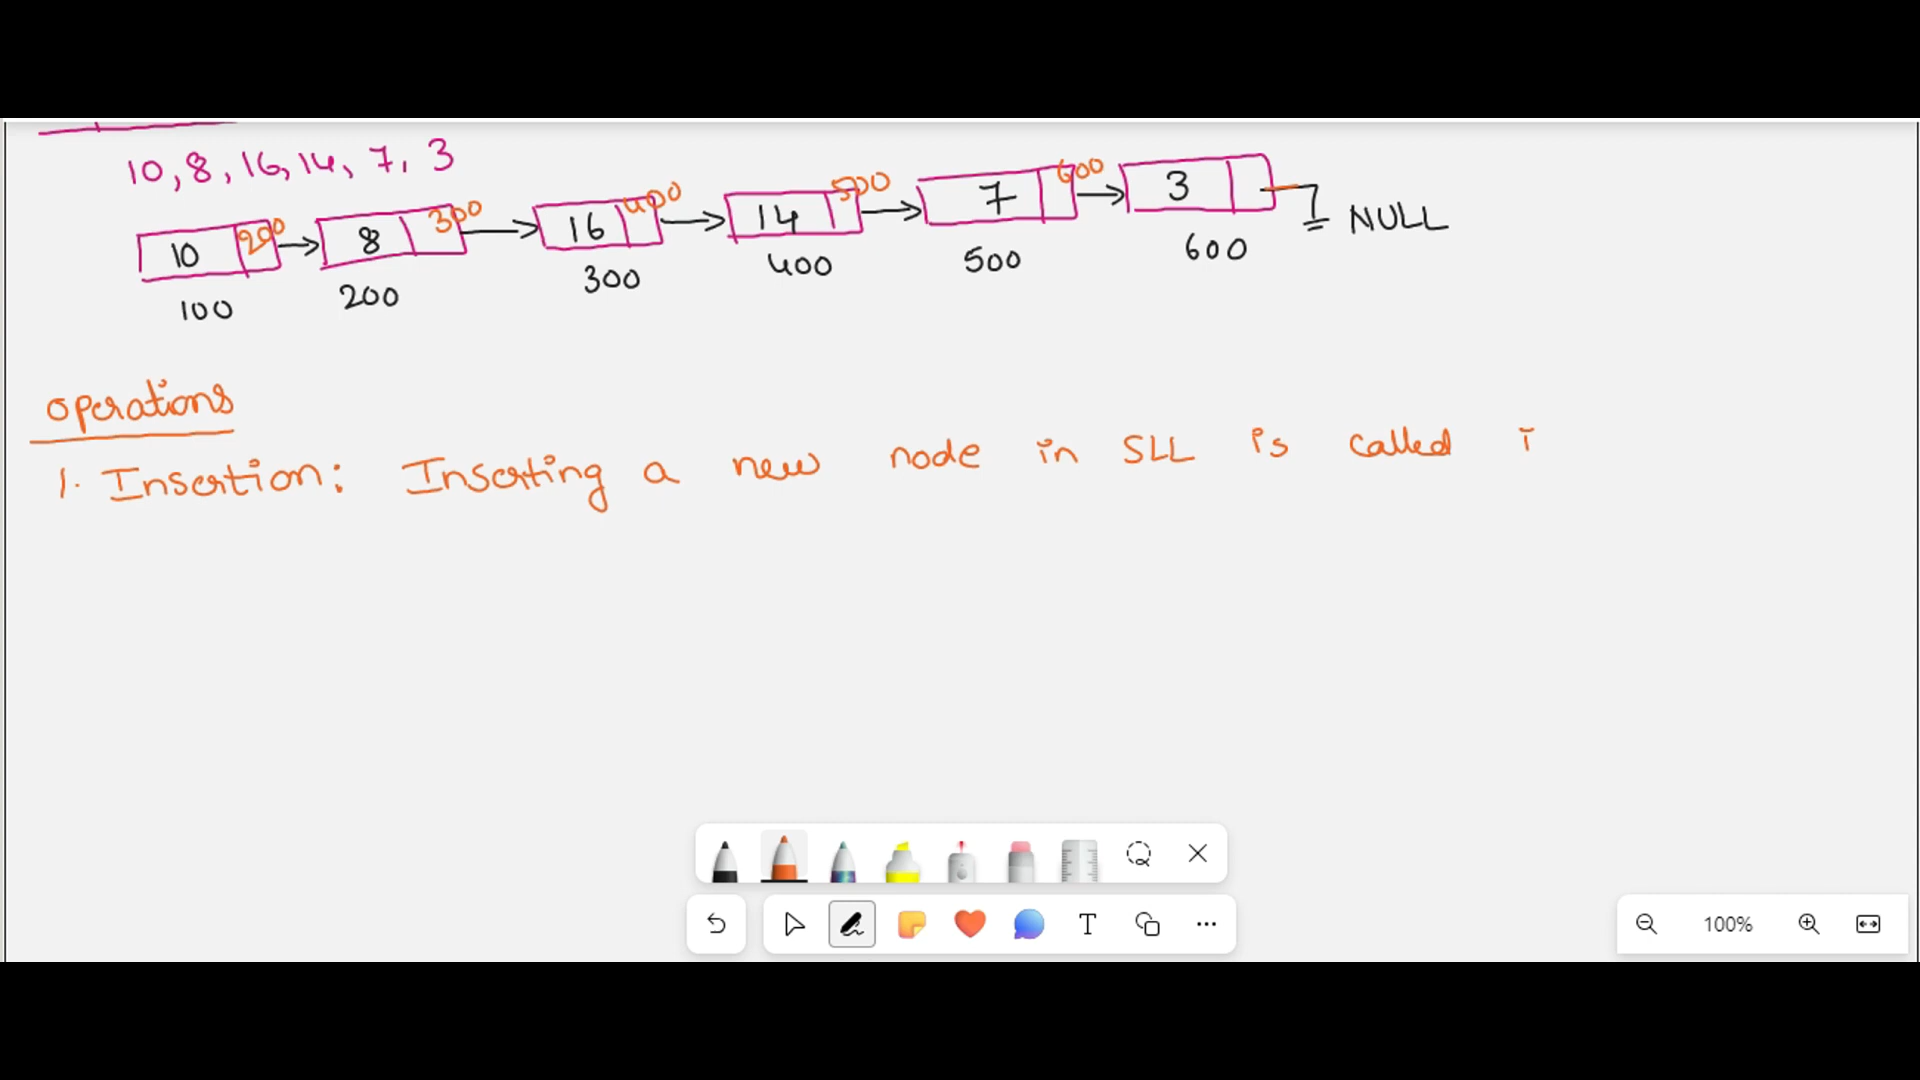 10, 8, 16, 14, 7, 3
10 200 8 300 16 400 14 500 7 600 3 NULL
100 200 300 400 500 600
operations
1. Insertion: Inserting a new node in SLL is called i
T
100%